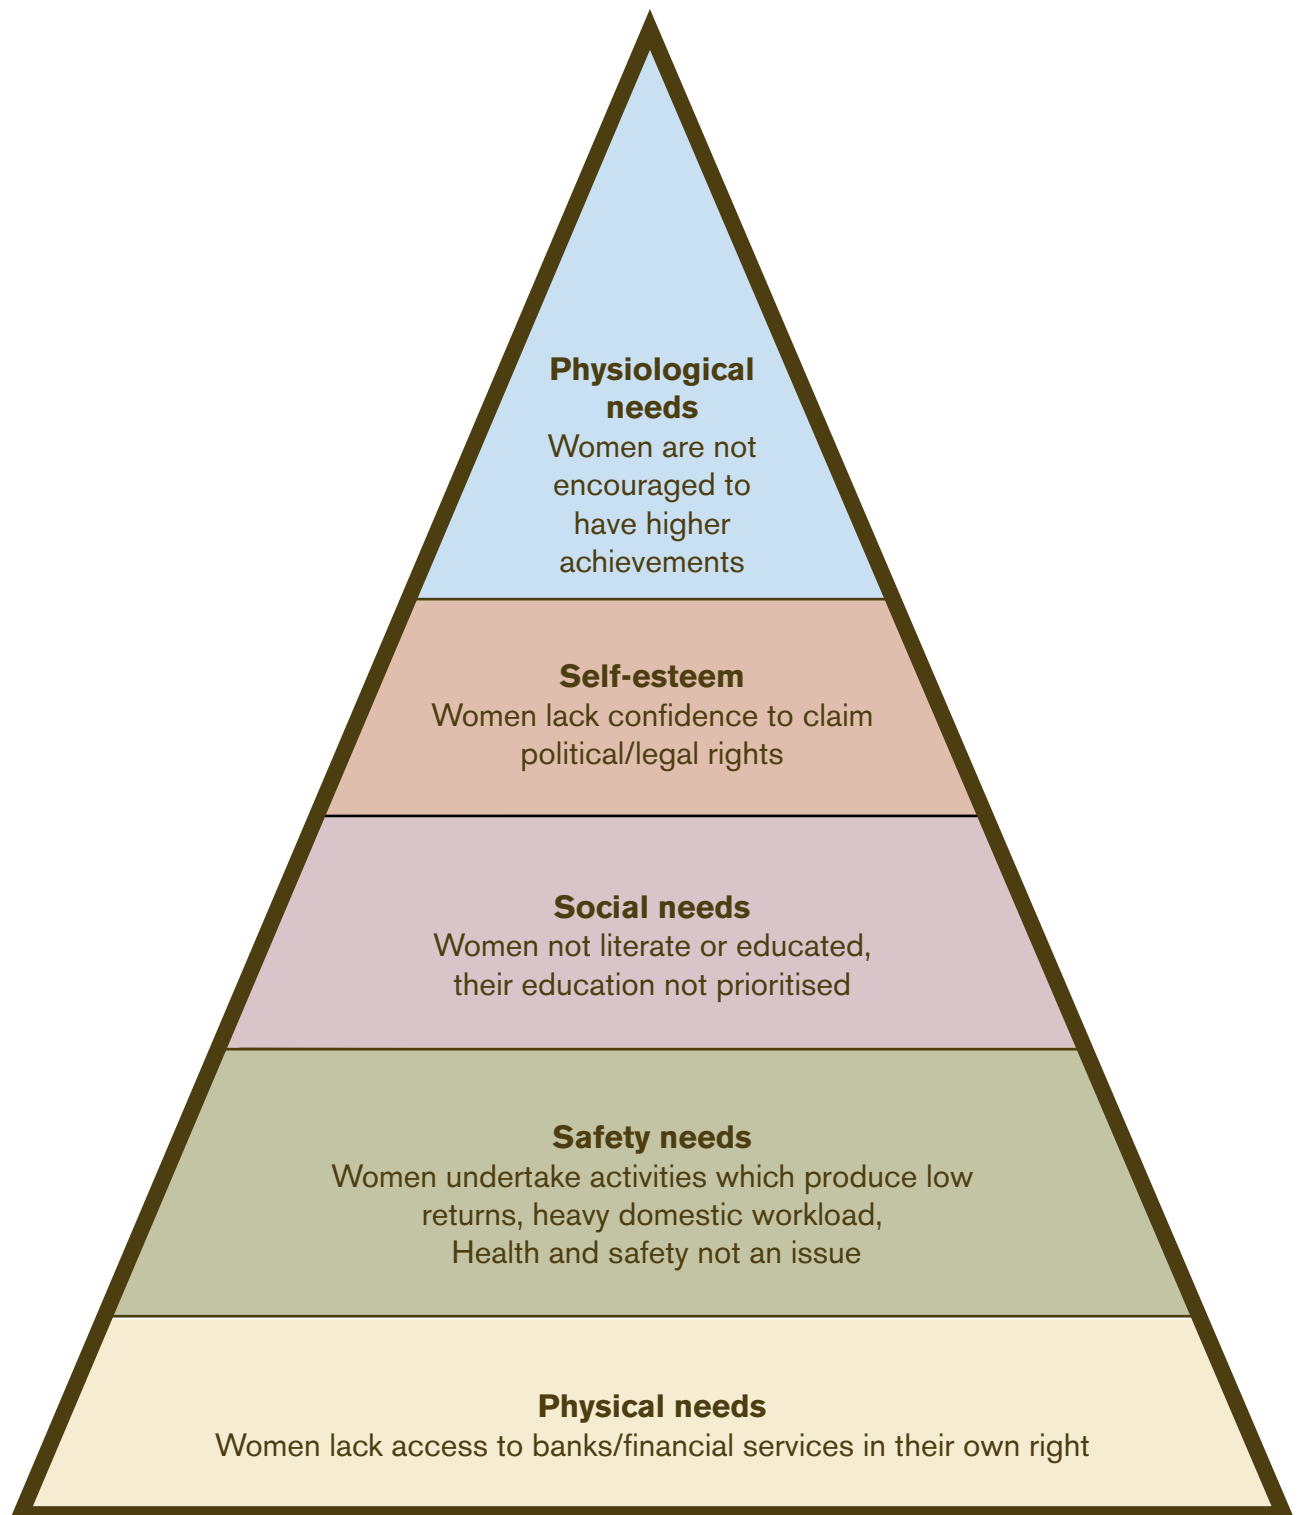 Physiological
needs
Women are not
encouraged to
have higher
achievements
Self-esteem
Women lack confidence to claim
political/legal rights
Social needs
Women not literate or educated,
their education not prioritised
Safety needs
Women undertake activities which produce low
returns, heavy domestic workload,
Health and safety not an issue
Physical needs
Women lack access to banks/financial services in their own right